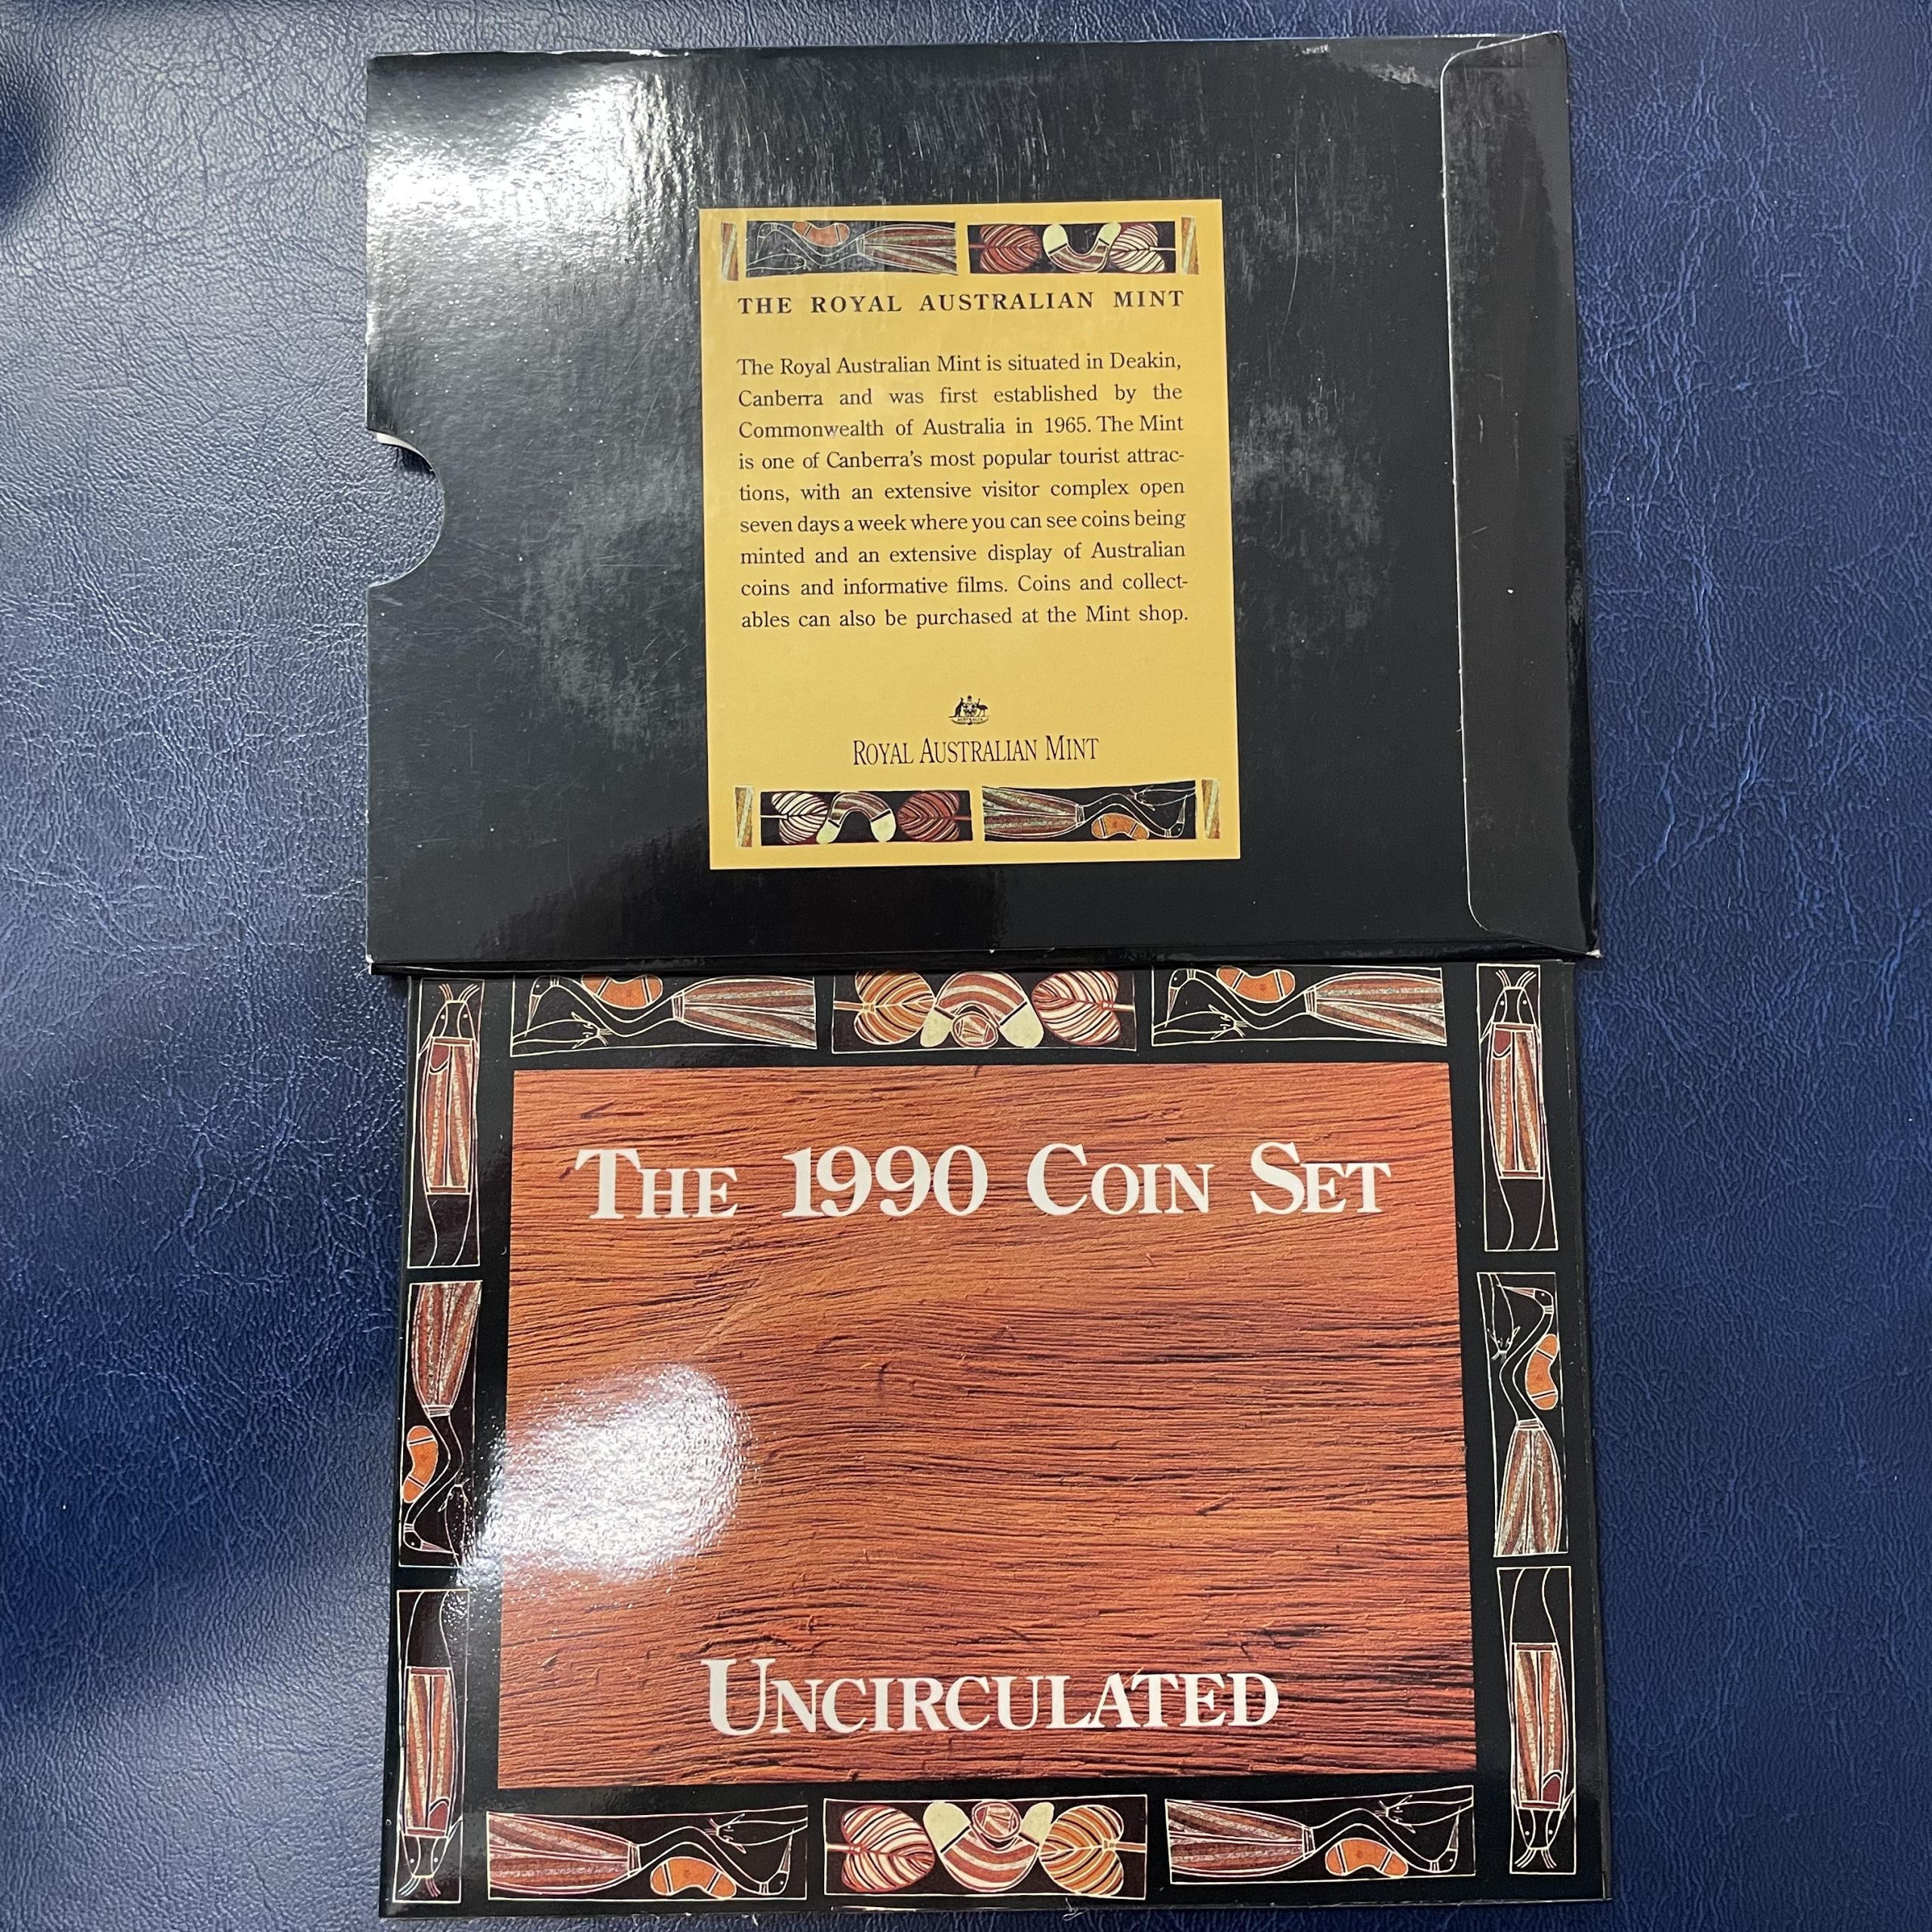 THE ROYAL AUSTRALIAN MINT
The Royal Australian Mint is situated in Deakin,
Canberra and was first established by the
Commonwealth of Australia in 1965. The Mint
is one of Canberra's most popular tourist attrac-
tions, with an extensive visitor complex open
seven days a week where you can see coins being
minted and an extensive display of Australian
coins and informative films. Coins and collect-
ables can also be purchased at the Mint shop.
AUSTRALIA
ROYAL AUSTRALIAN MINT
THE 1990 COIN SET
UNCIRCULATED